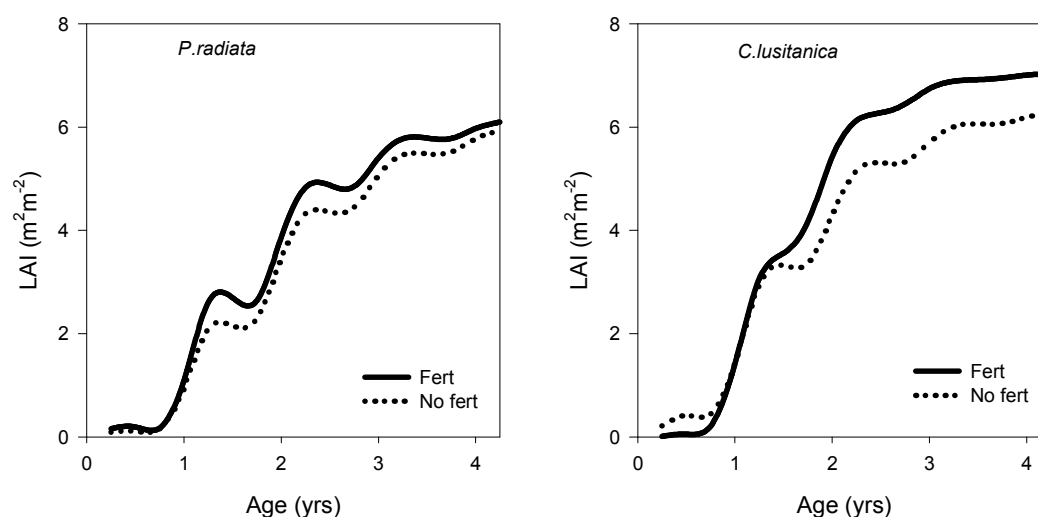 P.radiata
8
6
4
2
0
LAI (m²m⁻²)
Fert
No fert
0 1 2 3 4
Age (yrs)
C.lusitanica
8
6
4
2
0
LAI (m²m⁻²)
Fert
No fert
0 1 2 3 4
Age (yrs)